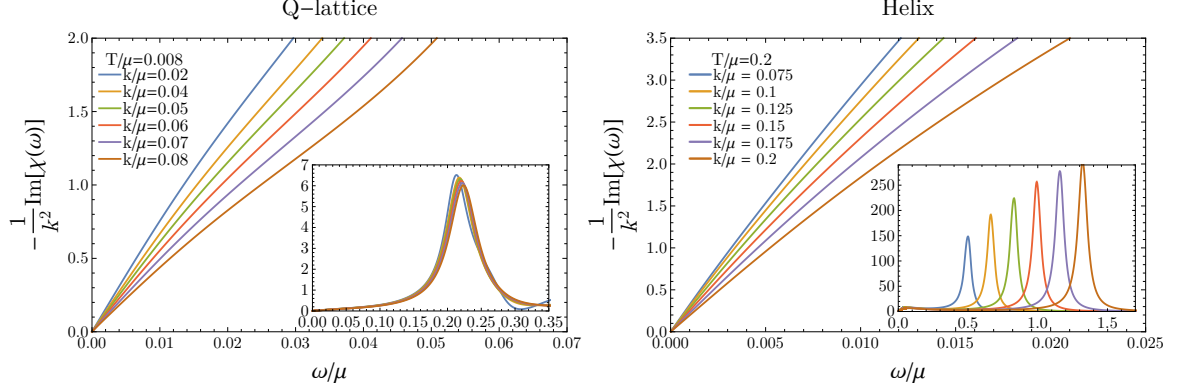 Q−lattice
−1/k² Im[χ(ω)]
2.0
1.5
1.0
0.5
0.0
T/μ=0.008
k/μ=0.02
k/μ=0.04
k/μ=0.05
k/μ=0.06
k/μ=0.07
k/μ=0.08
7
6
5
4
3
2
1
0
0.00 0.05 0.10 0.15 0.20 0.25 0.30 0.35
0.00 0.01 0.02 0.03 0.04 0.05 0.06 0.07
ω/μ
Helix
−1/k² Im[χ(ω)]
3.5
3.0
2.5
2.0
1.5
1.0
0.5
0.0
T/μ=0.2
k/μ = 0.075
k/μ = 0.1
k/μ = 0.125
k/μ = 0.15
k/μ = 0.175
k/μ = 0.2
250
200
150
100
50
0
0.0 0.5 1.0 1.5
0.000 0.005 0.010 0.015 0.020 0.025
ω/μ